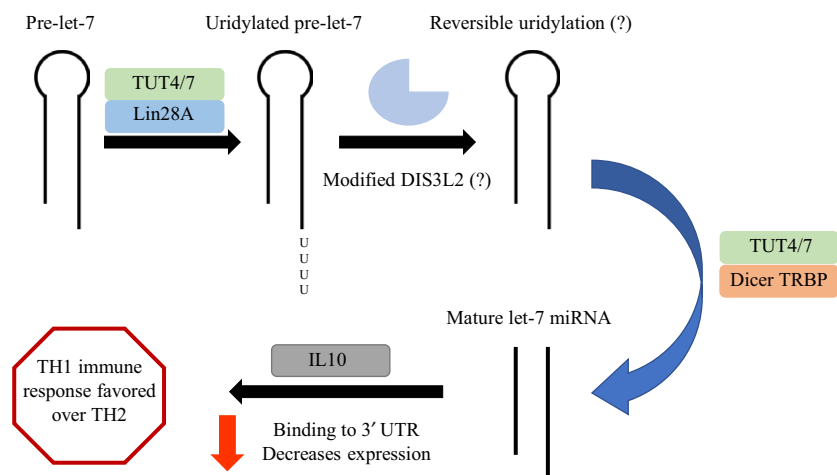 Pre-let-7
Uridylated pre-let-7
Reversible uridylation (?)
TUT4/7
Lin28A
Modified DIS3L2 (?)
U
U
U
U
TUT4/7
Dicer TRBP
Mature let-7 miRNA
IL10
Binding to 3′ UTR
Decreases expression
TH1 immune
response favored
over TH2